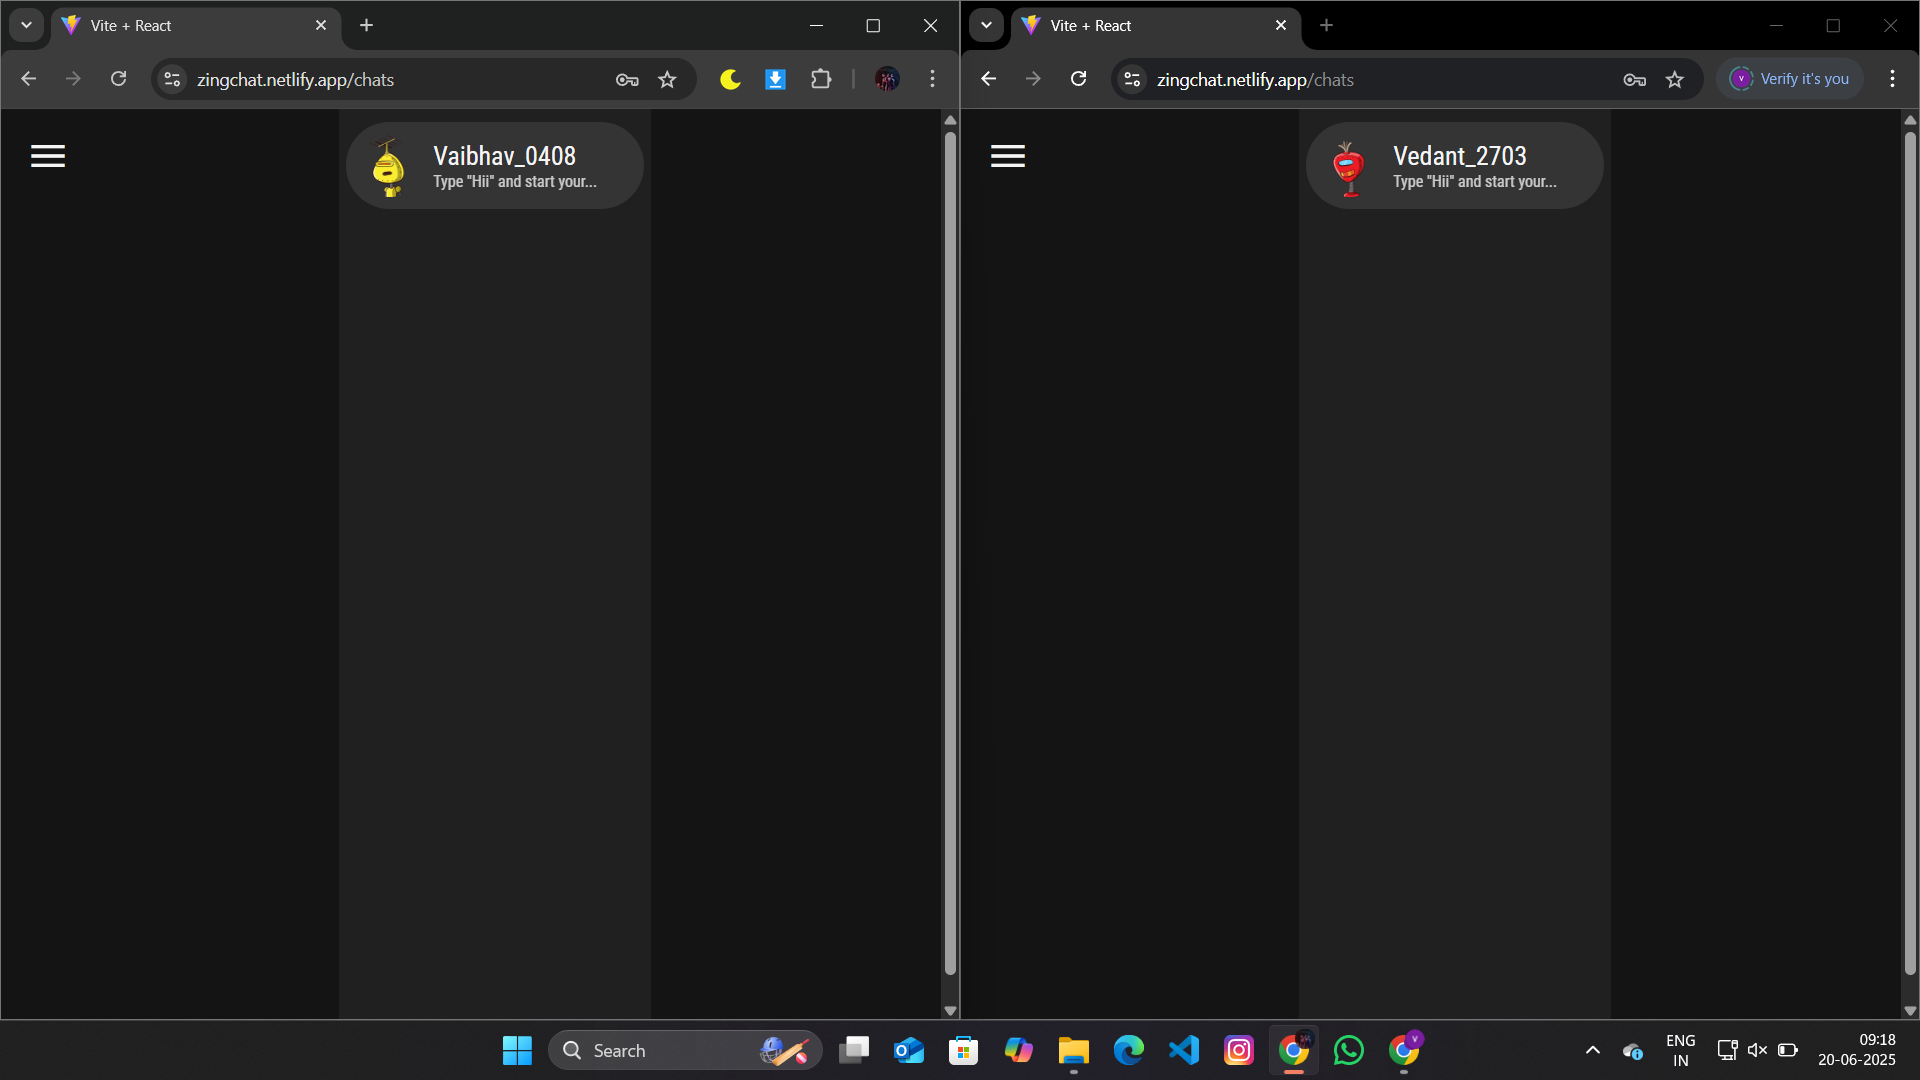 Vite + React
zingchat.netlify.app/chats
Vaibhav_0408
Type "Hii" and start your...
Vite + React
zingchat.netlify.app/chats
V
Verify it's you
Vedant_2703
Type "Hii" and start your...
Search
V
ENG
IN
09:18
20-06-2025